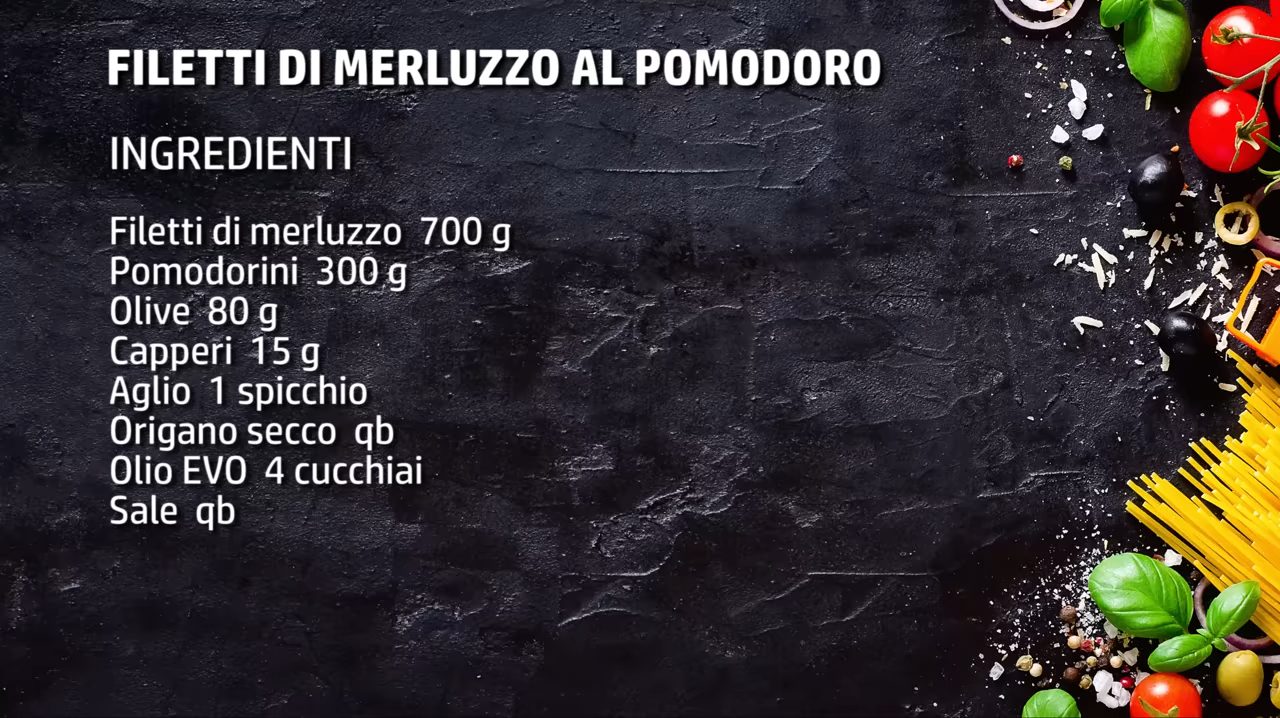 FILETTI DI MERLUZZO AL POMODORO
INGREDIENTI
Filetti di merluzzo 700 g
Pomodorini 300 g
Olive 80 g
Capperi 15 g
Aglio 1 spicchio
Origano secco qb
Olio EVO 4 cucchiai
Sale qb